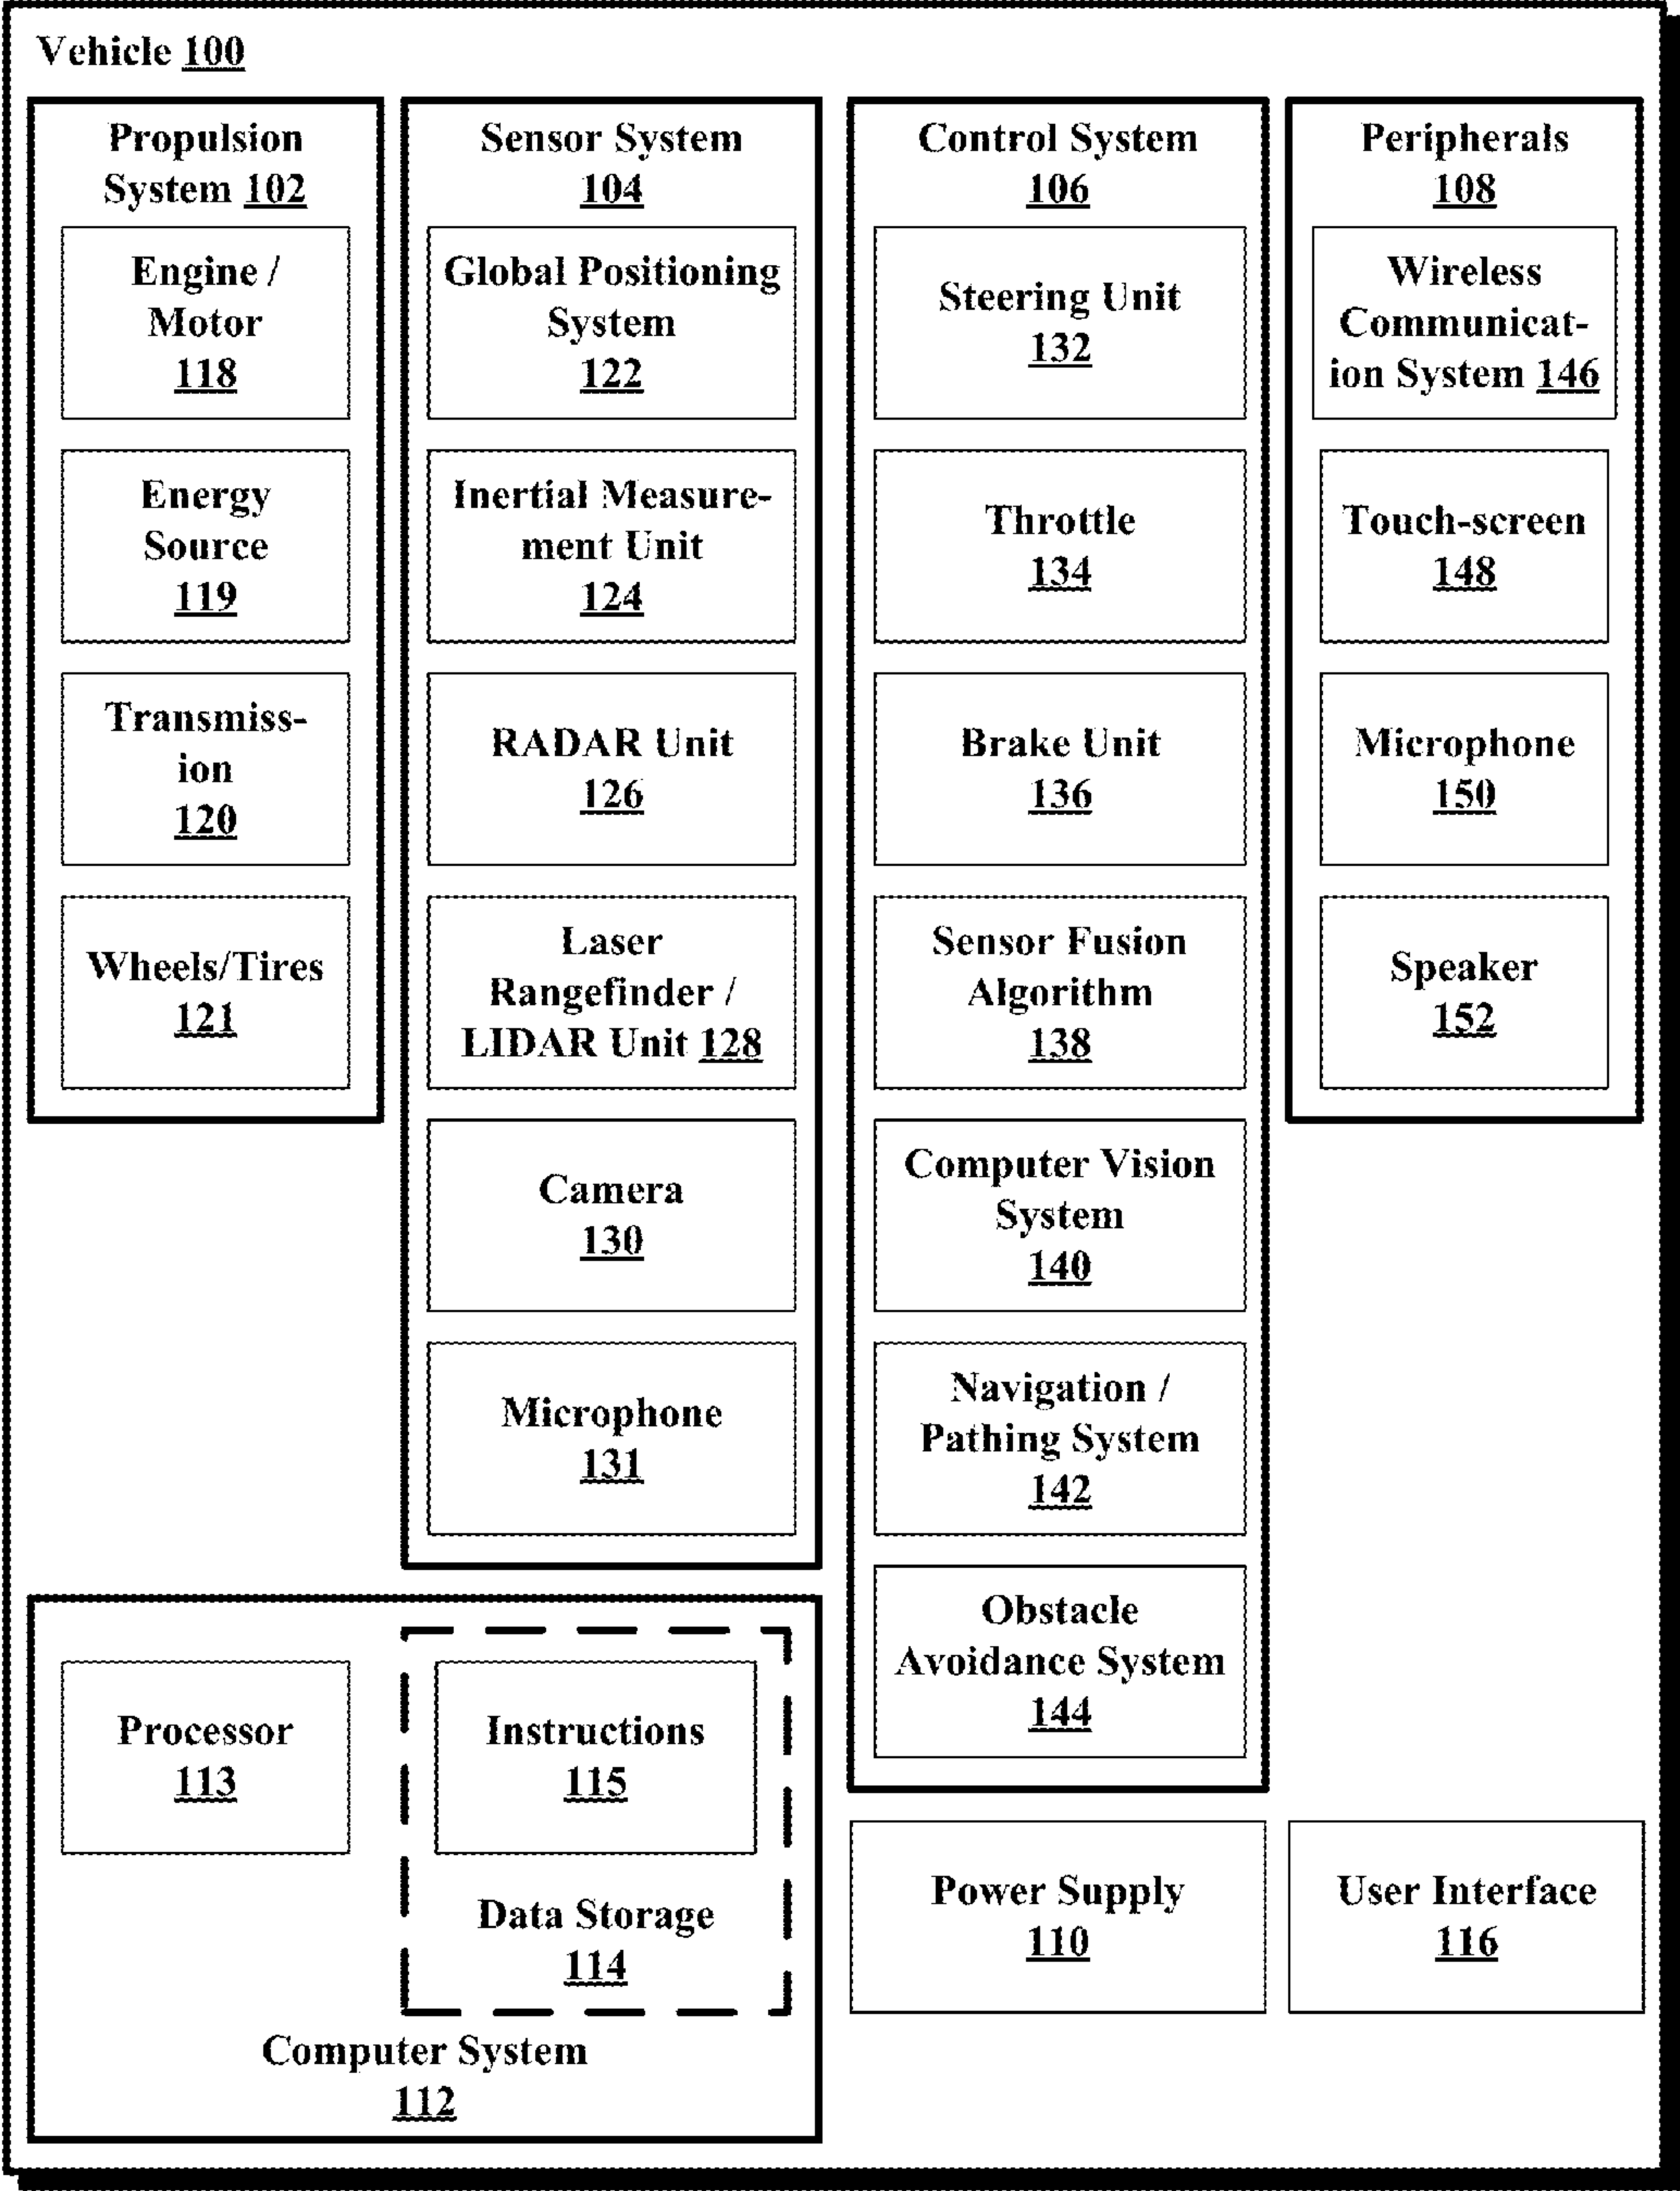 Vehicle 100
Propulsion
System 102
Engine /
Motor
118
Energy
Source
119
Transmiss-
ion
120
Wheels/Tires
121
Sensor System
104
Global Positioning
System
122
Inertial Measure-
ment Unit
124
RADAR Unit
126
Laser
Rangefinder /
LIDAR Unit 128
Camera
130
Microphone
131
Control System
106
Steering Unit
132
Throttle
134
Brake Unit
136
Sensor Fusion
Algorithm
138
Computer Vision
System
140
Navigation /
Pathing System
142
Obstacle
Avoidance System
144
Peripherals
108
Wireless
Communicat-
ion System 146
Touch-screen
148
Microphone
150
Speaker
152
Processor
113
Instructions
115
Data Storage
114
Computer System
112
Power Supply
110
User Interface
116